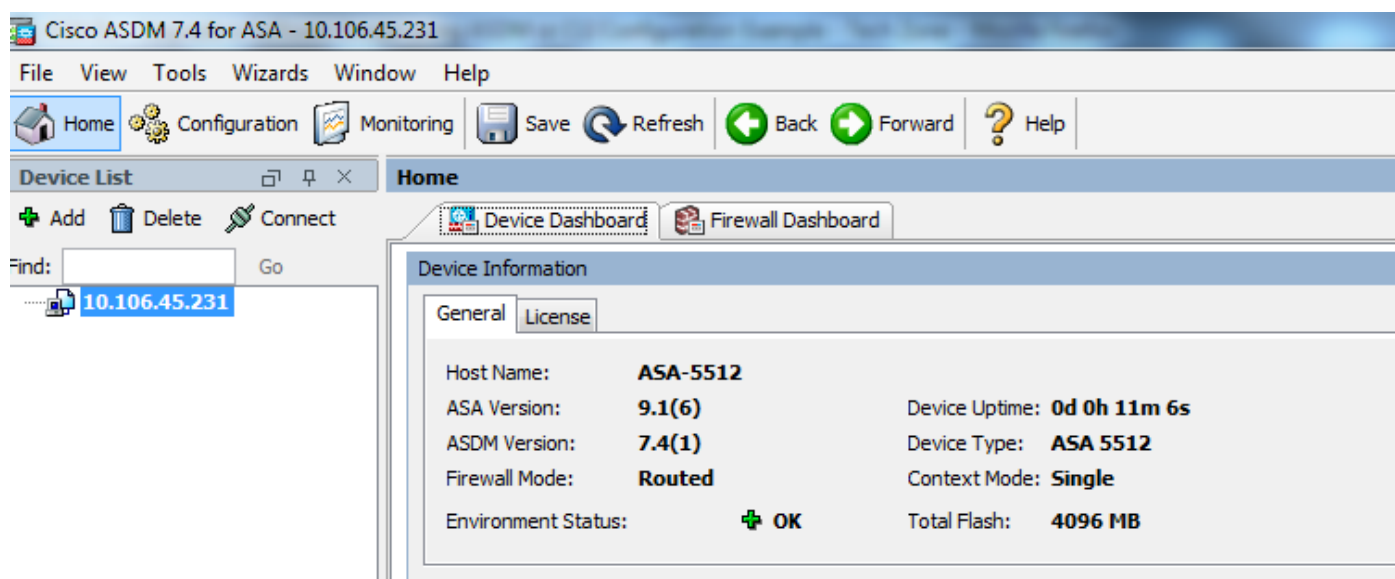 Cisco ASDM 7.4 for ASA - 10.106.45.231
File View Tools Wizards Window Help
Home Configuration Monitoring Save Refresh Back Forward Help
Device List
Home
Add Delete Connect
Device Dashboard Firewall Dashboard
Find: Go
Device Information
10.106.45.231
General License
Host Name: ASA-5512
ASA Version: 9.1(6) Device Uptime: 0d 0h 11m 6s
ASDM Version: 7.4(1) Device Type: ASA 5512
Firewall Mode: Routed Context Mode: Single
Environment Status: OK Total Flash: 4096 MB